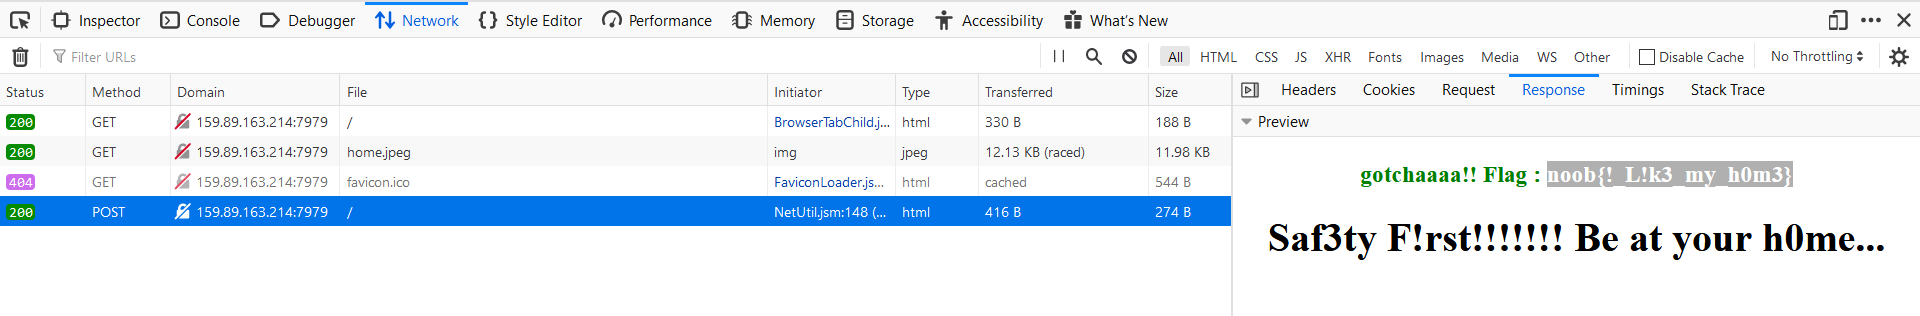 Inspector Console Debugger Network Style Editor Performance Memory Storage Accessibility What's New
Filter URLs All HTML CSS JS XHR Fonts Images Media WS Other Disable Cache No Throttling
Status Method Domain File Initiator Type Transferred Size
200 GET 159.89.163.214:7979 / BrowserTabChild.j... html 330 B 188 B
200 GET 159.89.163.214:7979 home.jpeg img jpeg 12.13 KB (raced) 11.98 KB
404 GET 159.89.163.214:7979 favicon.ico FaviconLoader.js... html cached 544 B
200 POST 159.89.163.214:7979 / NetUtil.jsm:148 (... html 416 B 274 B
Headers Cookies Request Response Timings Stack Trace
Preview
gotchaaaa!! Flag : noob{!_L!k3_my_h0m3}
Saf3ty F!rst!!!!!!! Be at your h0me...